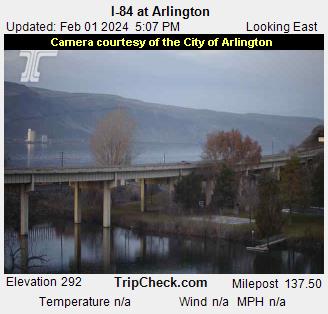 I-84 at Arlington
Updated: Feb 01 2024 5:07 PM Looking East
Camera courtesy of the City of Arlington
Elevation 292 TripCheck.com Milepost 137.50
Temperature n/a Wind n/a MPH n/a